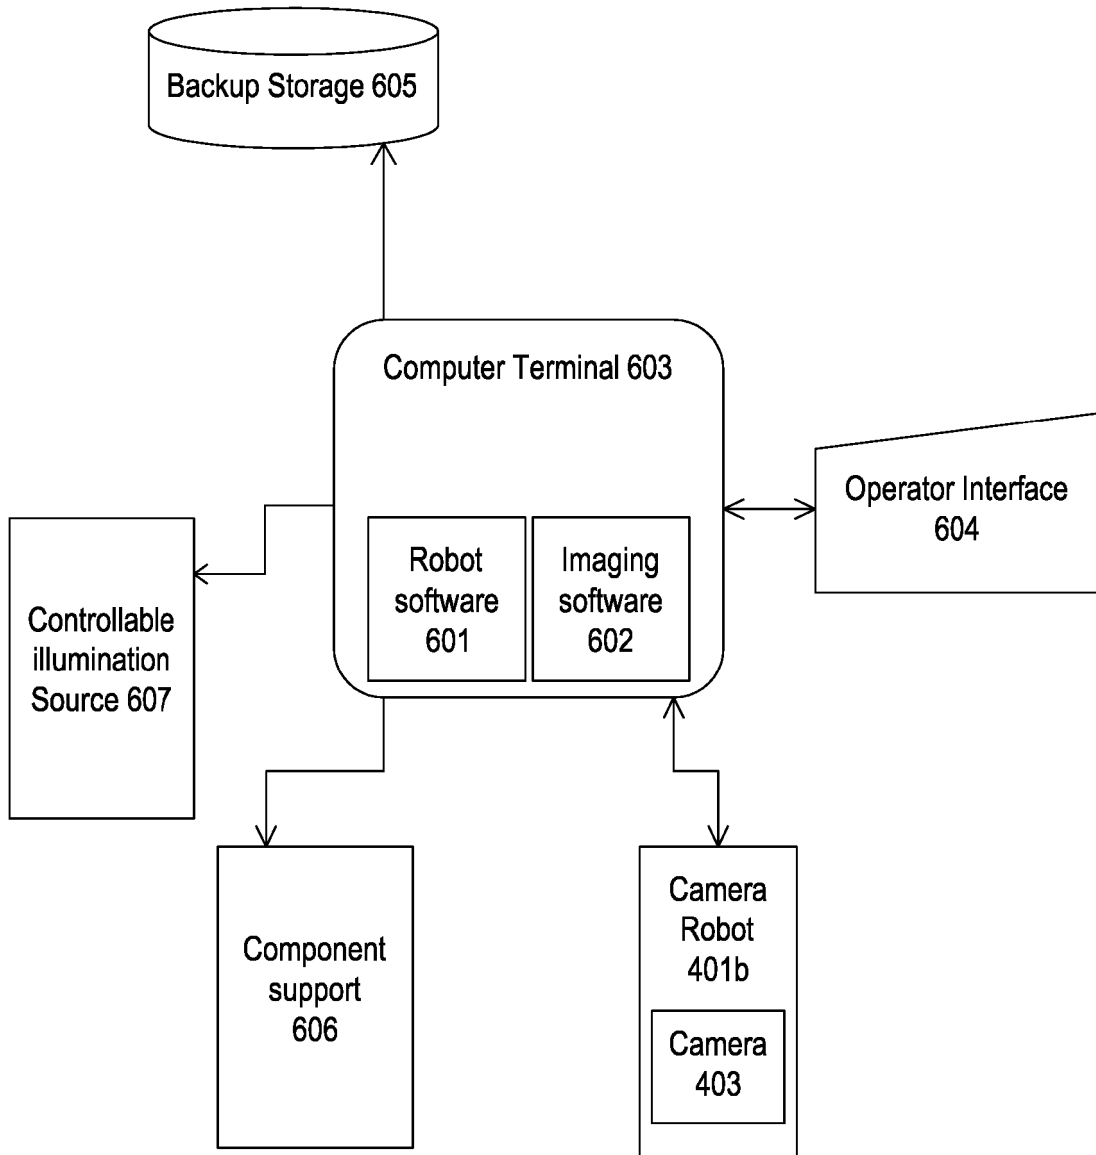 Backup Storage 605
Computer Terminal 603
Operator Interface
604
Robot
software
601
Imaging
software
602
Controllable
illumination
Source 607
Component
support
606
Camera
Robot
401b
Camera
403